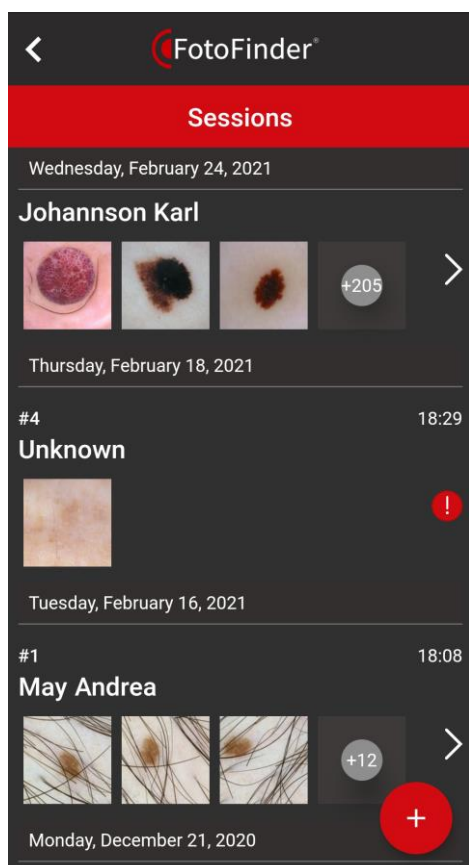 FotoFinder®
Sessions
Wednesday, February 24, 2021
Johannson Karl
+205
Thursday, February 18, 2021
#4 18:29
Unknown
!
Tuesday, February 16, 2021
#1 18:08
May Andrea
+12
+
Monday, December 21, 2020